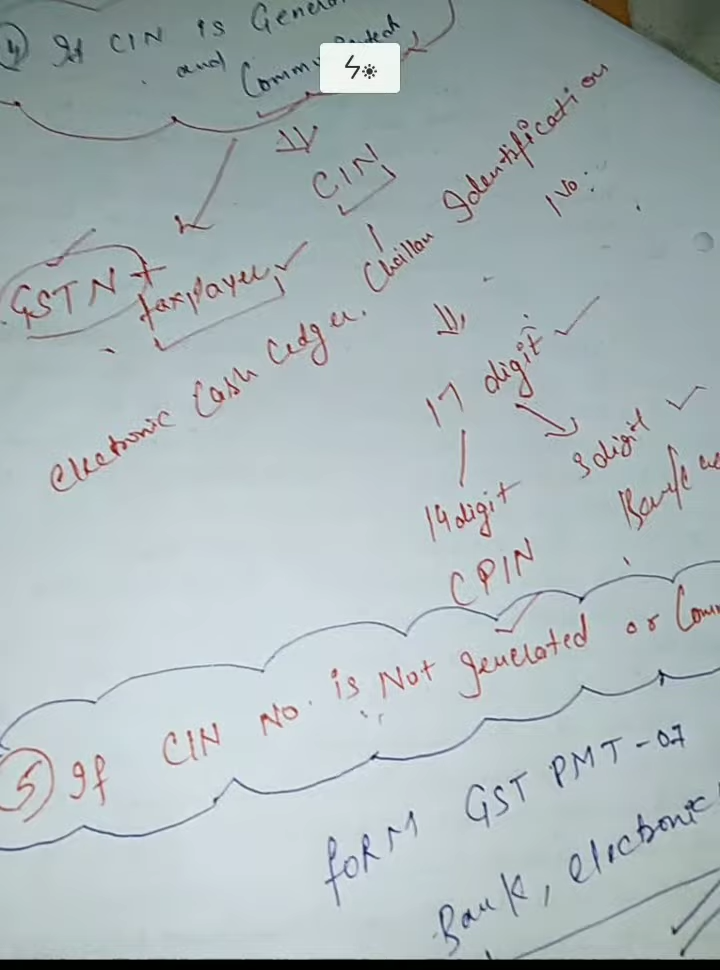 4 If CIN is
and
CIN
GSTN + taxpayer
Challan Identification
No:
electronic Cash Ledger.
17 digit
14 digit 3 digit
CPIN
5 If CIN No. is Not generated or
FORM GST PMT-07
Bank, electronic